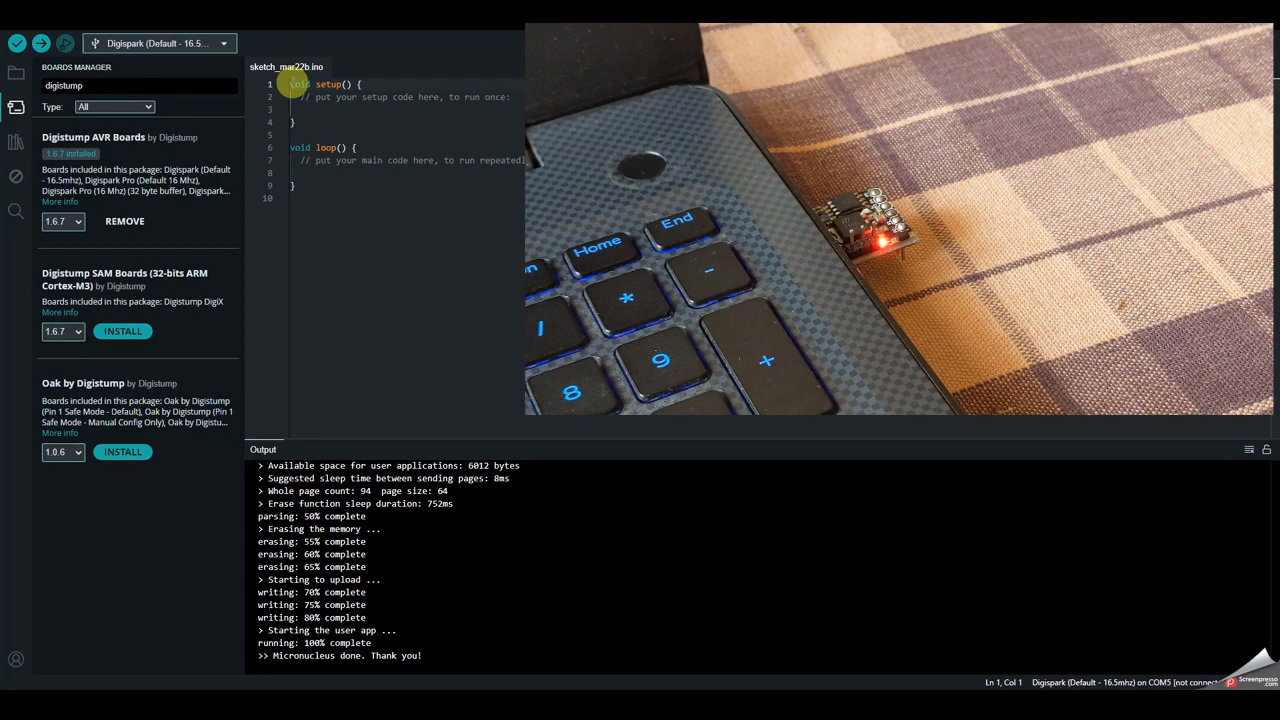 Digispark (Default - 16.5...
BOARDS MANAGER
digistump
Type: All
Digistump AVR Boards by Digistump
1.6.7 installed
Boards included in this package: Digispark (Default
- 16.5mhz), Digispark Pro (Default 16 Mhz),
Digispark Pro (16 Mhz) (32 byte buffer), Digispark...
More info
1.6.7 REMOVE
Digistump SAM Boards (32-bits ARM
Cortex-M3) by Digistump
Boards included in this package: Digistump DigiX
More info
1.6.7 INSTALL
Oak by Digistump by Digistump
Boards included in this package: Oak by Digistump
(Pin 1 Safe Mode - Default), Oak by Digistump (Pin 1
Safe Mode - Manual Config Only), Oak by Digistu...
More info
1.0.6 INSTALL
sketch_mar22b.ino
1 void setup() {
2 // put your setup code here, to run once:
3
4 }
5
6 void loop() {
7 // put your main code here, to run repeatedl
8
9 }
10
End
Home
-
*
/
9
+
8
Output
> Available space for user applications: 6012 bytes
> Suggested sleep time between sending pages: 8ms
> Whole page count: 94 page size: 64
> Erase function sleep duration: 752ms
parsing: 50% complete
> Erasing the memory ...
erasing: 55% complete
erasing: 60% complete
erasing: 65% complete
> Starting to upload ...
writing: 70% complete
writing: 75% complete
writing: 80% complete
> Starting the user app ...
running: 100% complete
>> Micronucleus done. Thank you!
Ln 1, Col 1 Digispark (Default - 16.5mhz) on COM5 [not connect
Screenpresso
.com